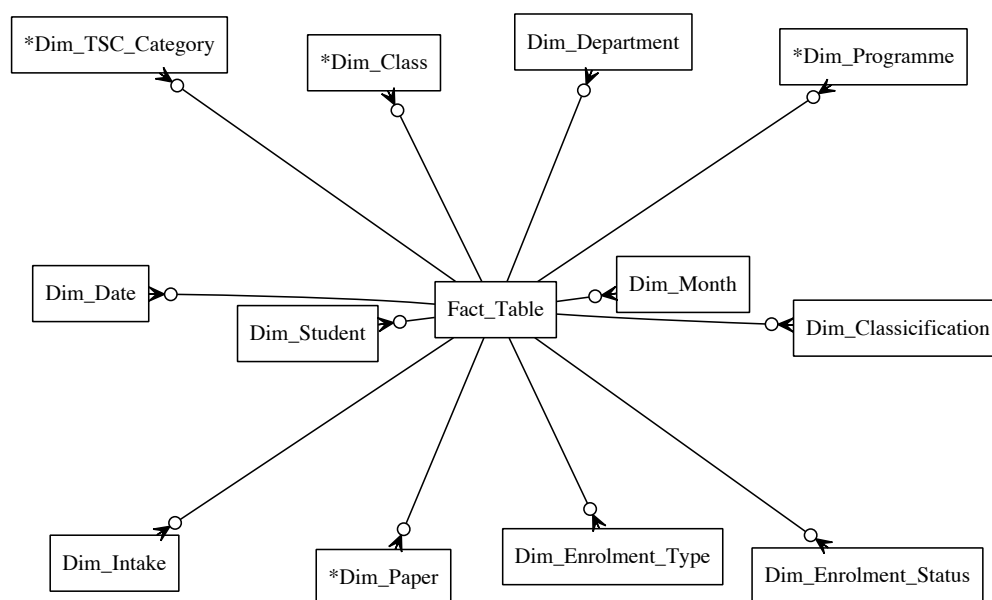 *Dim_TSC_Category
*Dim_Class
Dim_Department
*Dim_Programme
Dim_Date
Dim_Student
Fact_Table
Dim_Month
Dim_Classicification
Dim_Intake
*Dim_Paper
Dim_Enrolment_Type
Dim_Enrolment_Status